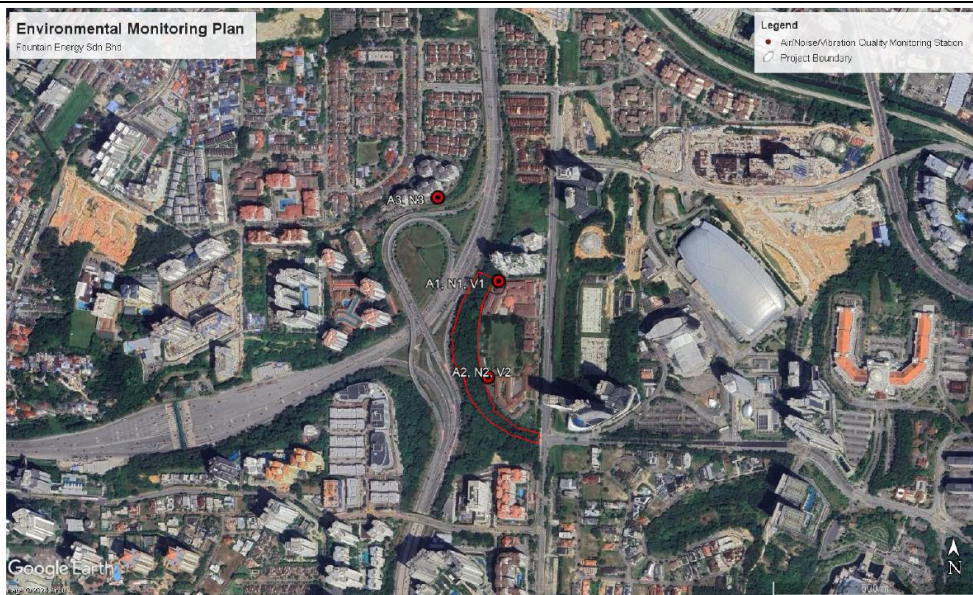 Environmental Monitoring Plan
Fountain Energy Sdn Bhd
Legend
Air/Noise/Vibration Quality Monitoring Station
Project Boundary
A3, N3
A1, N1, V1
A2, N2, V2
Google Earth
N